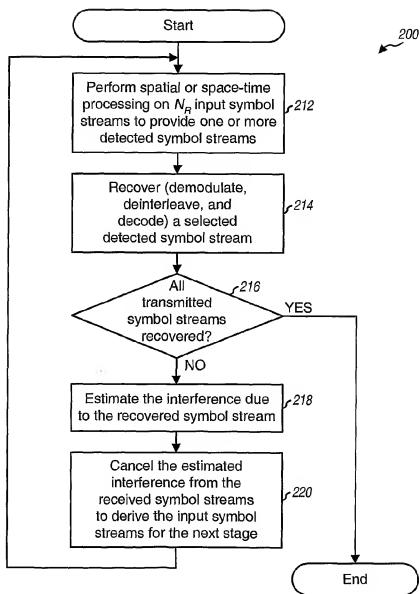 Start
200
Perform spatial or space-time
processing on N_R input symbol
streams to provide one or more
detected symbol streams
212
Recover (demodulate,
deinterleave, and
decode) a selected
detected symbol stream
214
All
transmitted
symbol streams
recovered?
216
YES
NO
Estimate the interference due
to the recovered symbol stream
218
Cancel the estimated
interference from the
received symbol streams
to derive the input symbol
streams for the next stage
220
End